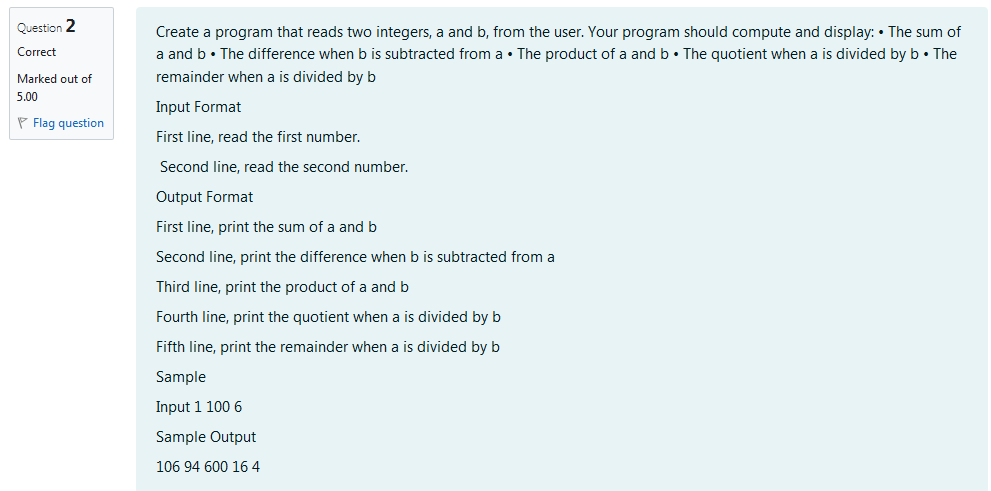 Question 2
Correct
Marked out of
5.00
Flag question
Create a program that reads two integers, a and b, from the user. Your program should compute and display: • The sum of
a and b • The difference when b is subtracted from a • The product of a and b • The quotient when a is divided by b • The
remainder when a is divided by b
Input Format
First line, read the first number.
Second line, read the second number.
Output Format
First line, print the sum of a and b
Second line, print the difference when b is subtracted from a
Third line, print the product of a and b
Fourth line, print the quotient when a is divided by b
Fifth line, print the remainder when a is divided by b
Sample
Input 1 100 6
Sample Output
106 94 600 16 4